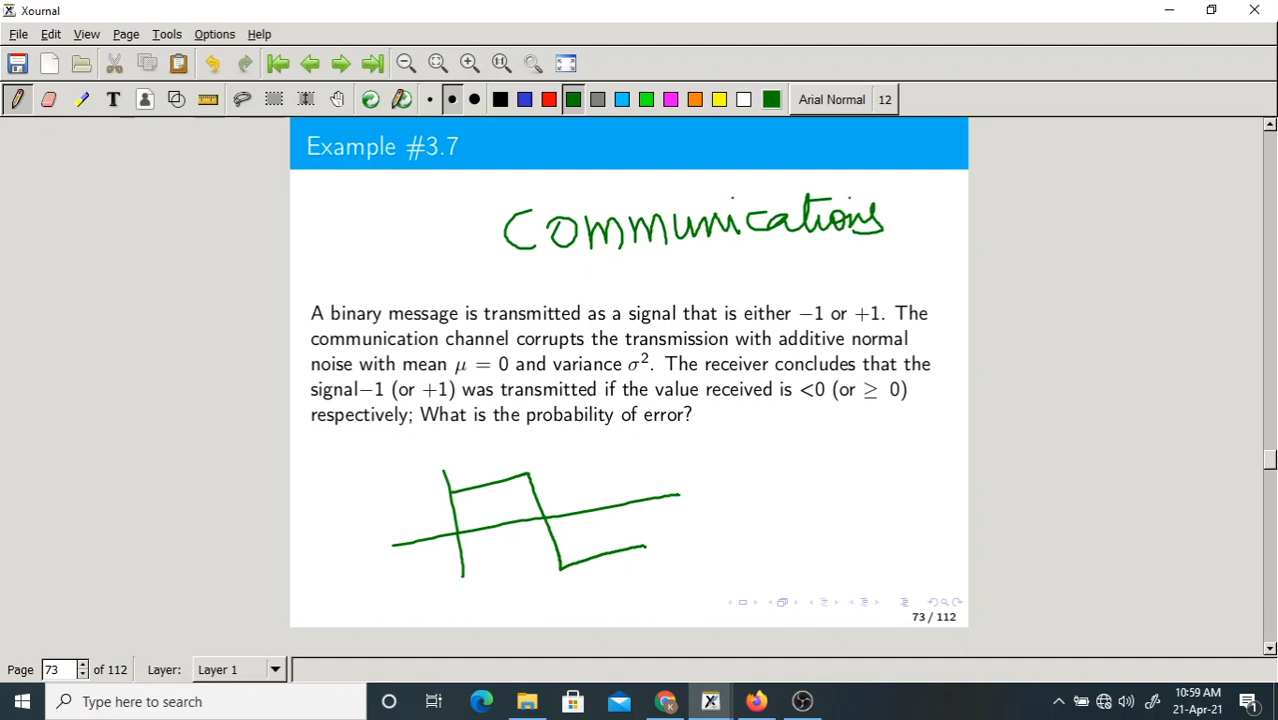 Xournal
File Edit View Page Tools Options Help
Arial Normal 12
Example #3.7
Communications
A binary message is transmitted as a signal that is either −1 or +1. The
communication channel corrupts the transmission with additive normal
noise with mean μ = 0 and variance σ². The receiver concludes that the
signal−1 (or +1) was transmitted if the value received is <0 (or ≥ 0)
respectively; What is the probability of error?
73 / 112
Page 73 of 112 Layer: Layer 1
Type here to search
10:59 AM
21-Apr-21